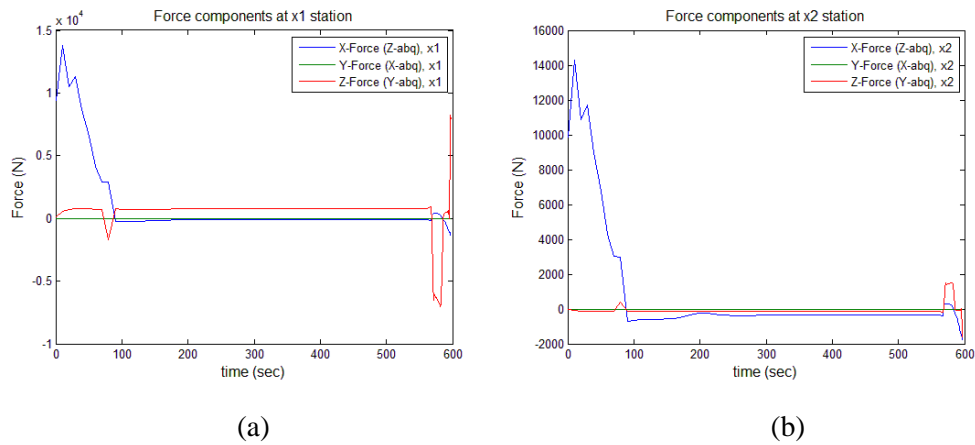 Force components at x1 station
x 10^4
1.5
1
0.5
0
-0.5
-1
0 100 200 300 400 500 600
Force (N)
time (sec)
X-Force (Z-abq), x1
Y-Force (X-abq), x1
Z-Force (Y-abq), x1
(a)
Force components at x2 station
16000
14000
12000
10000
8000
6000
4000
2000
0
-2000
0 100 200 300 400 500 600
Force (N)
time (sec)
X-Force (Z-abq), x2
Y-Force (X-abq), x2
Z-Force (Y-abq), x2
(b)